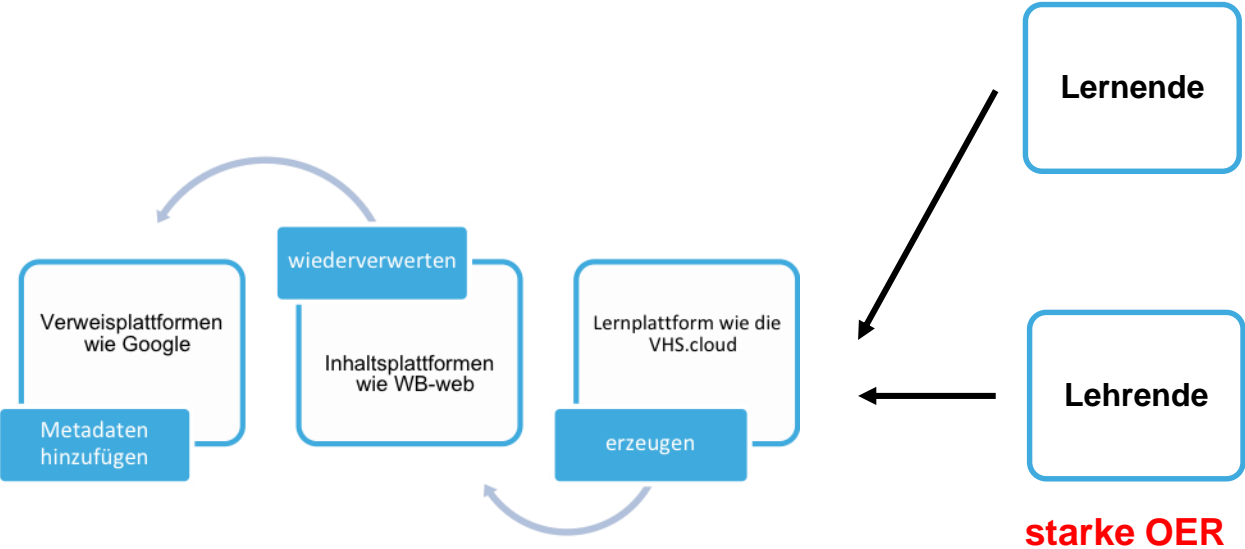 Lernende
wiederverwerten
Verweisplattformen
wie Google
Metadaten
hinzufügen
Inhaltsplattformen
wie WB-web
Lernplattform wie die
VHS.cloud
erzeugen
Lehrende
starke OER